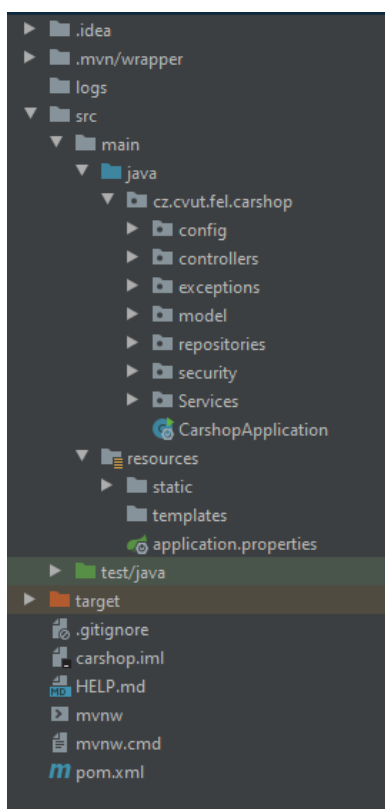 .idea
.mvn/wrapper
logs
src
main
java
cz.cvut.fel.carshop
config
controllers
exceptions
model
repositories
security
Services
CarshopApplication
resources
static
templates
application.properties
test/java
target
.gitignore
carshop.iml
MD HELP.md
mvnw
mvnw.cmd
m pom.xml